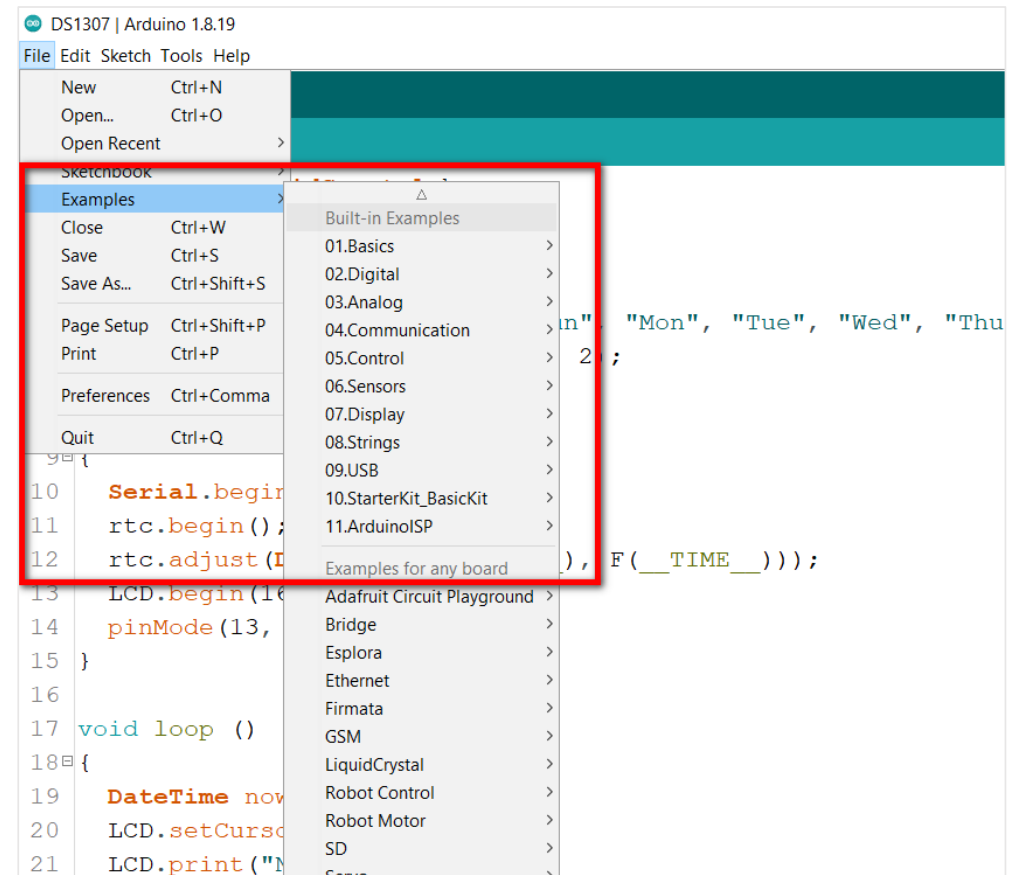 DS1307 | Arduino 1.8.19
File Edit Sketch Tools Help
New Ctrl+N
Open... Ctrl+O
Open Recent
Sketchbook
Examples
Close Ctrl+W
Save Ctrl+S
Save As... Ctrl+Shift+S
Page Setup Ctrl+Shift+P
Print Ctrl+P
Preferences Ctrl+Comma
Quit Ctrl+Q
Built-in Examples
01.Basics
02.Digital
03.Analog
04.Communication
05.Control
06.Sensors
07.Display
08.Strings
09.USB
10.StarterKit_BasicKit
11.ArduinoISP
Examples for any board
Adafruit Circuit Playground
Bridge
Esplora
Ethernet
Firmata
GSM
LiquidCrystal
Robot Control
Robot Motor
SD
", "Mon", "Tue", "Wed", "Thu
2);
9 {
10 Serial.begin
11 rtc.begin();
12 rtc.adjust( ), F(__TIME__)));
13 LCD.begin(16
14 pinMode(13,
15 }
16
17 void loop ()
18 {
19 DateTime now
20 LCD.setCurso
21 LCD.print("N